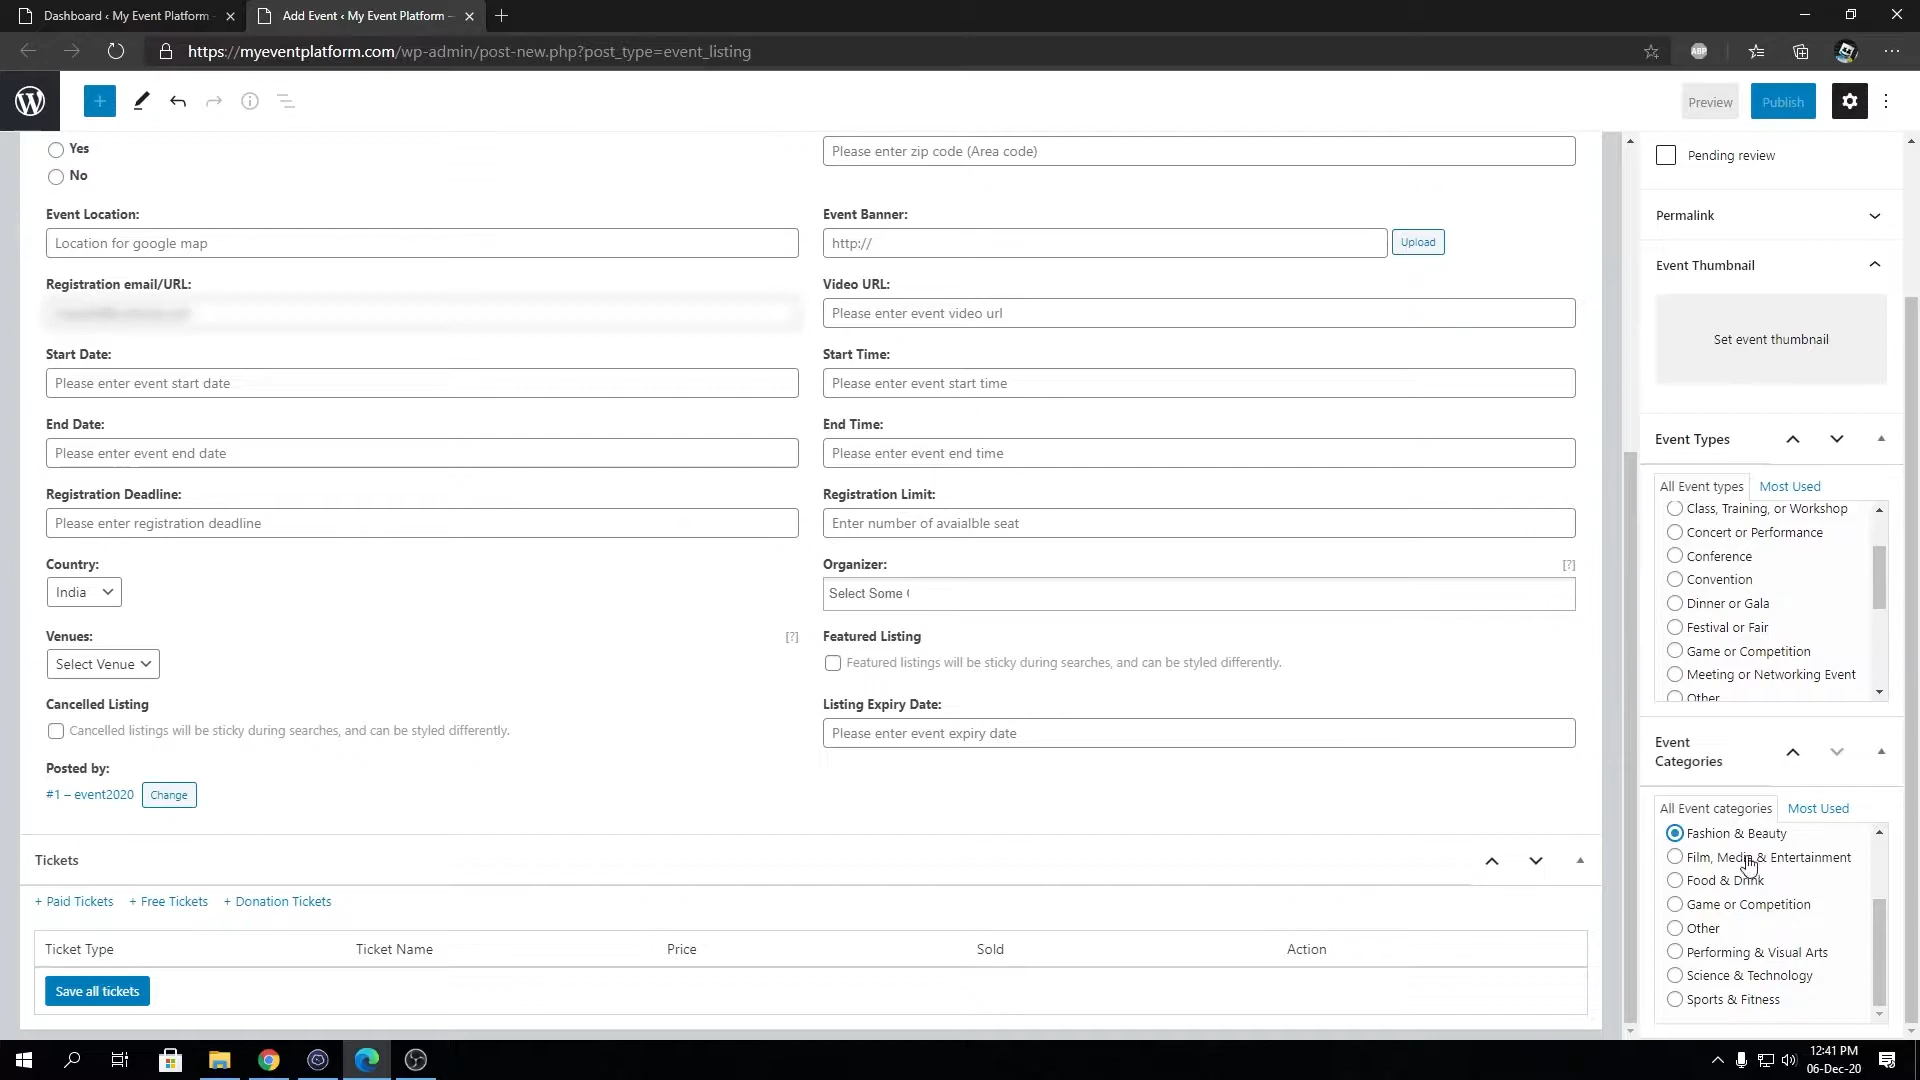 Dashboard ‹ My Event Platform
Add Event ‹ My Event Platform –
https://myeventplatform.com/wp-admin/post-new.php?post_type=event_listing
ABP
Preview
Publish
Yes
No
Please enter zip code (Area code)
Event Location:
Location for google map
Event Banner:
http://
Upload
Registration email/URL:
Video URL:
Please enter event video url
Start Date:
Please enter event start date
Start Time:
Please enter event start time
End Date:
Please enter event end date
End Time:
Please enter event end time
Registration Deadline:
Please enter registration deadline
Registration Limit:
Enter number of avaialble seat
Country:
India
Organizer:
[?]
Select Some
Venues:
[?]
Select Venue
Featured Listing
Featured listings will be sticky during searches, and can be styled differently.
Cancelled Listing
Cancelled listings will be sticky during searches, and can be styled differently.
Listing Expiry Date:
Please enter event expiry date
Posted by:
#1 – event2020
Change
Tickets
+ Paid Tickets
+ Free Tickets
+ Donation Tickets
Ticket Type
Ticket Name
Price
Sold
Action
Save all tickets
Pending review
Permalink
Event Thumbnail
Set event thumbnail
Event Types
All Event types
Most Used
Class, Training, or Workshop
Concert or Performance
Conference
Convention
Dinner or Gala
Festival or Fair
Game or Competition
Meeting or Networking Event
Other
Event
Categories
All Event categories
Most Used
Fashion & Beauty
Film, Media & Entertainment
Food & Drink
Game or Competition
Other
Performing & Visual Arts
Science & Technology
Sports & Fitness
12:41 PM
06-Dec-20